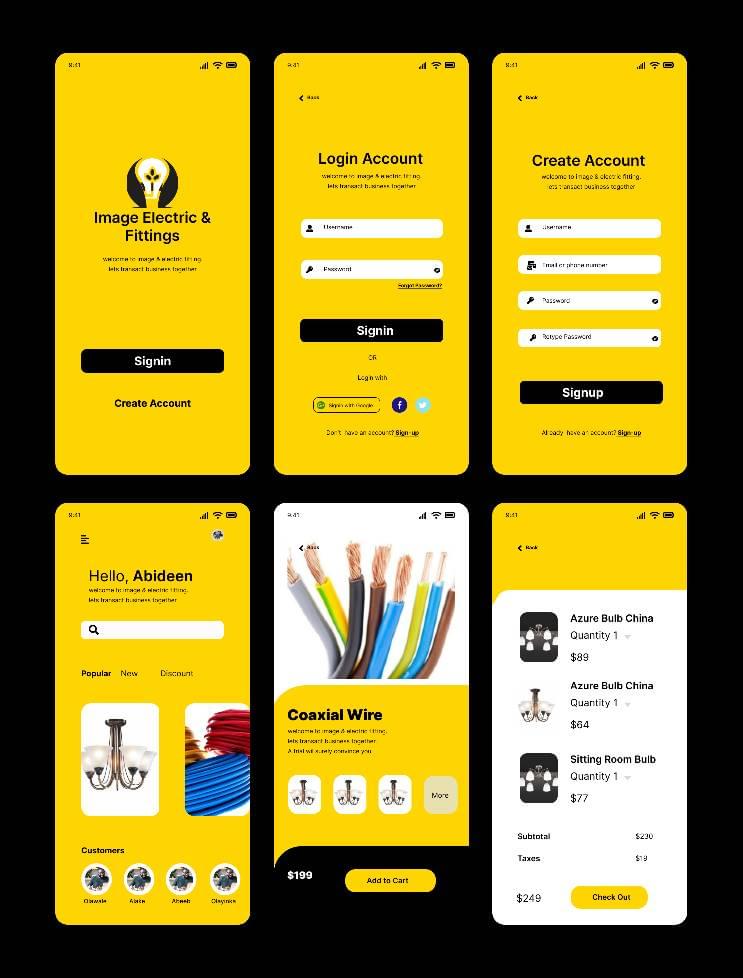 9:41
Image Electric &
Fittings
welcome to image & electric fitting.
lets transact business together
Signin
Create Account
9:41
Back
Login Account
welcome to image & electric fitting.
lets transact business together
Username
Password
Forgot Password?
Signin
OR
Login with
Signin with Google
Don't have an account? Sign-up
9:41
Back
Create Account
welcome to image & electric fitting.
lets transact business together
Username
Email or phone number
Password
Retype Password
Signup
Already have an account? Sign-up
9:41
Hello, Abideen
welcome to image & electric fitting.
lets transact business together
Popular New Discount
Customers
Olawale Alake Abeeb Olayinka
9:41
Back
Coaxial Wire
welcome to image & electric fitting.
lets transact business together
A trial wil surely convince you
More
$199 Add to Cart
9:41
Back
Azure Bulb China
Quantity 1
$89
Azure Bulb China
Quantity 1
$64
Sitting Room Bulb
Quantity 1
$77
Subtotal $230
Taxes $19
$249 Check Out